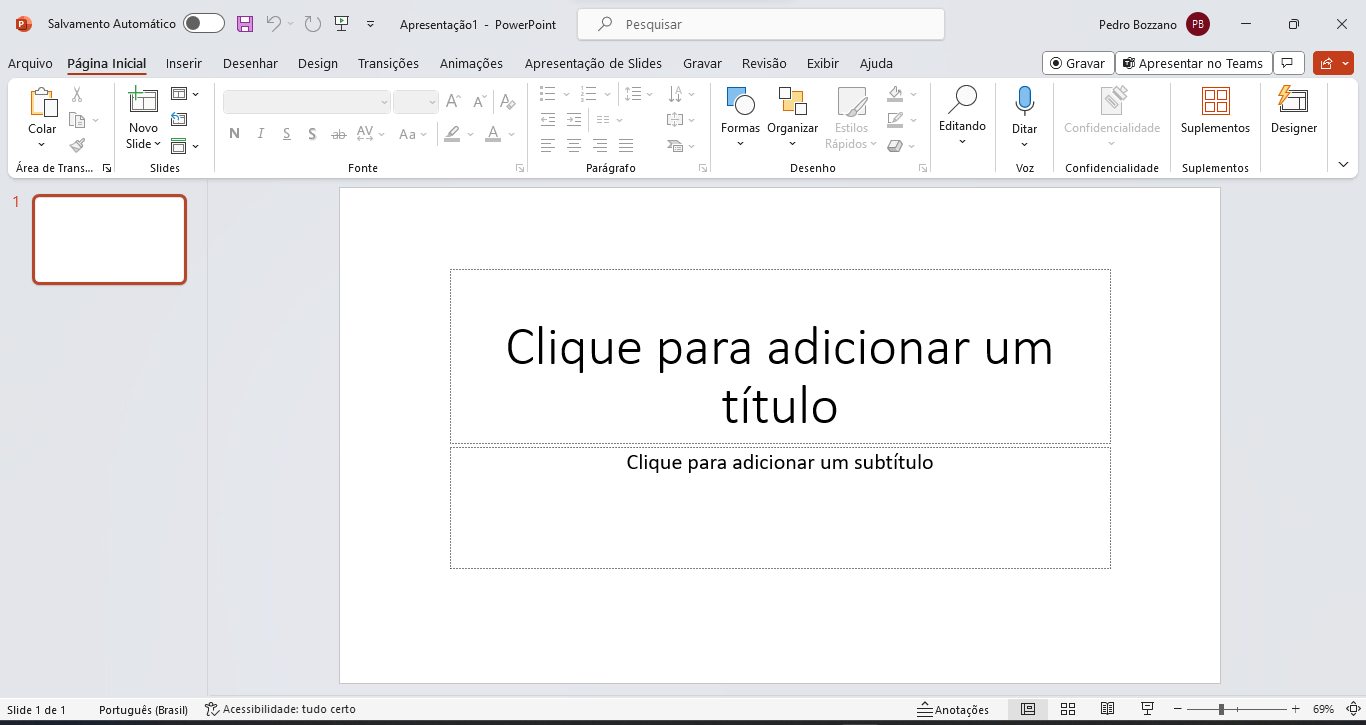 Salvamento Automático
Apresentação1 - PowerPoint
Pesquisar
Pedro Bozzano PB
Arquivo Página Inicial Inserir Desenhar Design Transições Animações Apresentação de Slides Gravar Revisão Exibir Ajuda
Gravar Apresentar no Teams
Colar
Novo Slide
N I S S ab AV Aa A
Formas Organizar Estilos Rápidos
Editando
Ditar
Confidencialidade
Suplementos
Designer
Área de Trans... Slides Fonte Parágrafo Desenho Voz Confidencialidade Suplementos
1
Clique para adicionar um
título
Clique para adicionar um subtítulo
Slide 1 de 1 Português (Brasil) Acessibilidade: tudo certo Anotações 69%